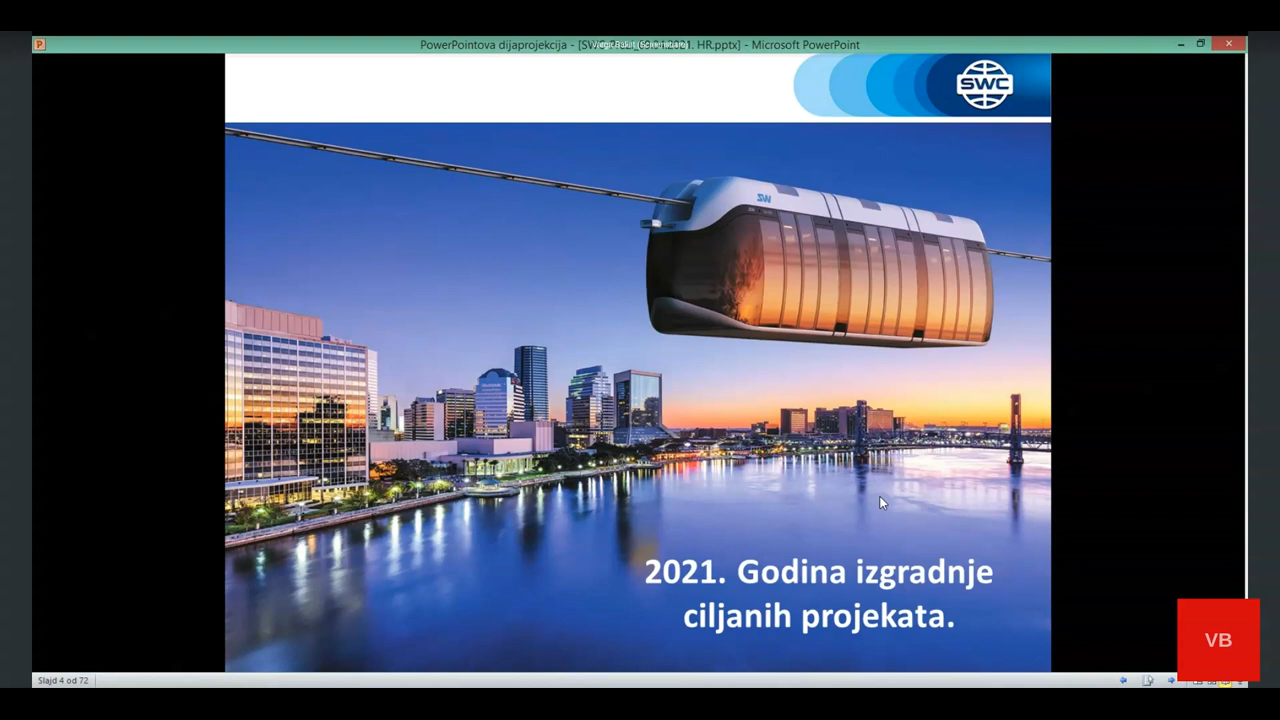 PowerPointova dijaprojekcija - [SWC 2021. HR.pptx] - Microsoft PowerPoint
SWC
SW
2021. Godina izgradnje
ciljanih projekata.
VB
Slajd 4 od 72